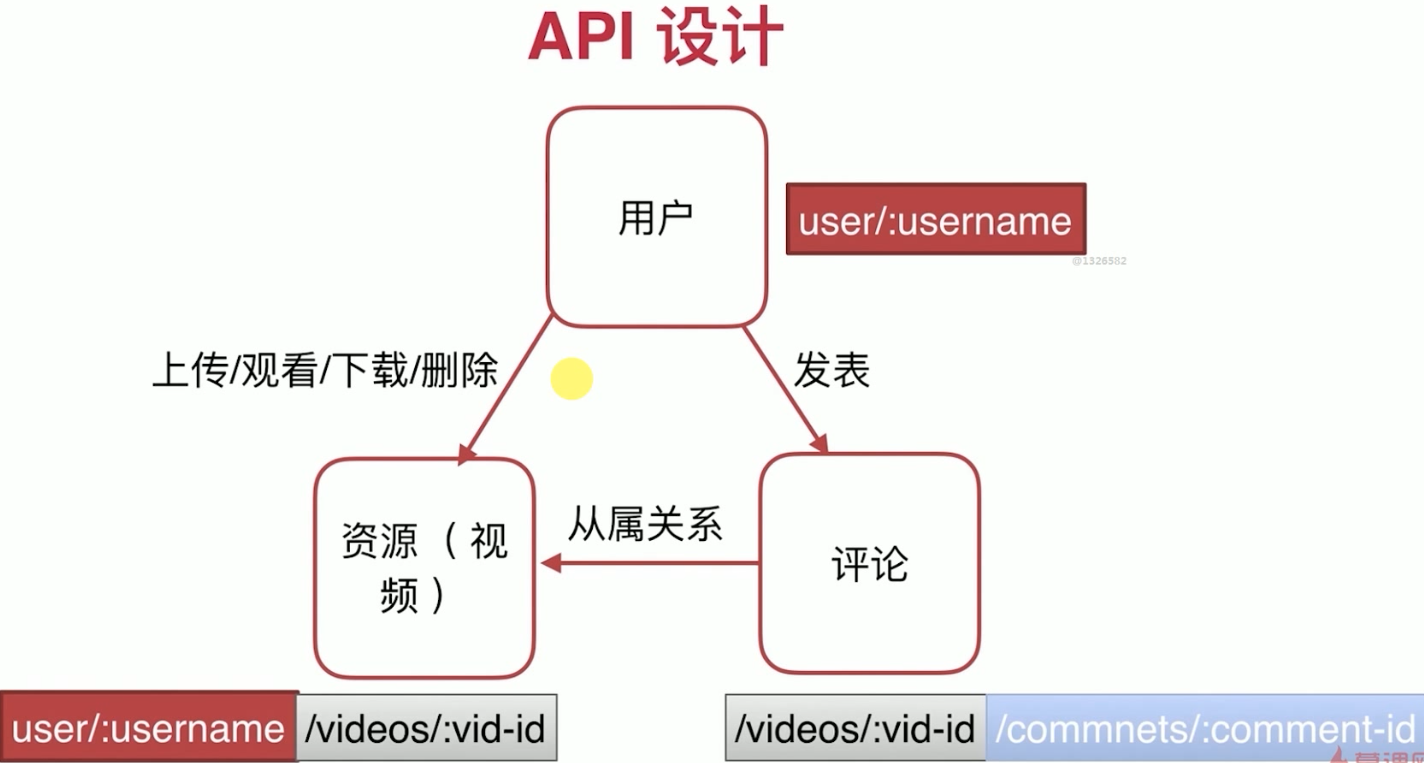 API 设计
用户
user/:username
@1326582
上传/观看/下载/删除
发表
资源（视
频）
从属关系
评论
user/:username/videos/:vid-id
/videos/:vid-id/commnets/:comment-id